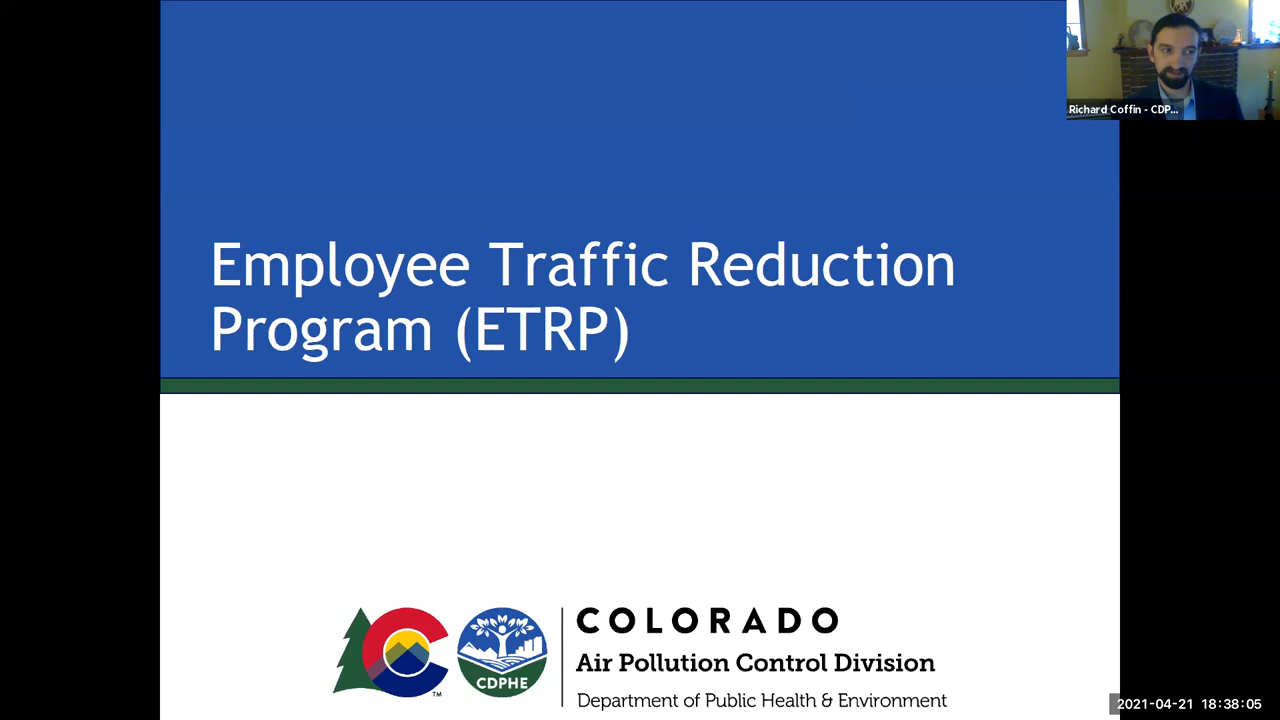 Richard Coffin - CDP...
Employee Traffic Reduction
Program (ETRP)
COLORADO
Air Pollution Control Division
Department of Public Health & Environment
CDPHE
TM
2021-04-21 18:38:05